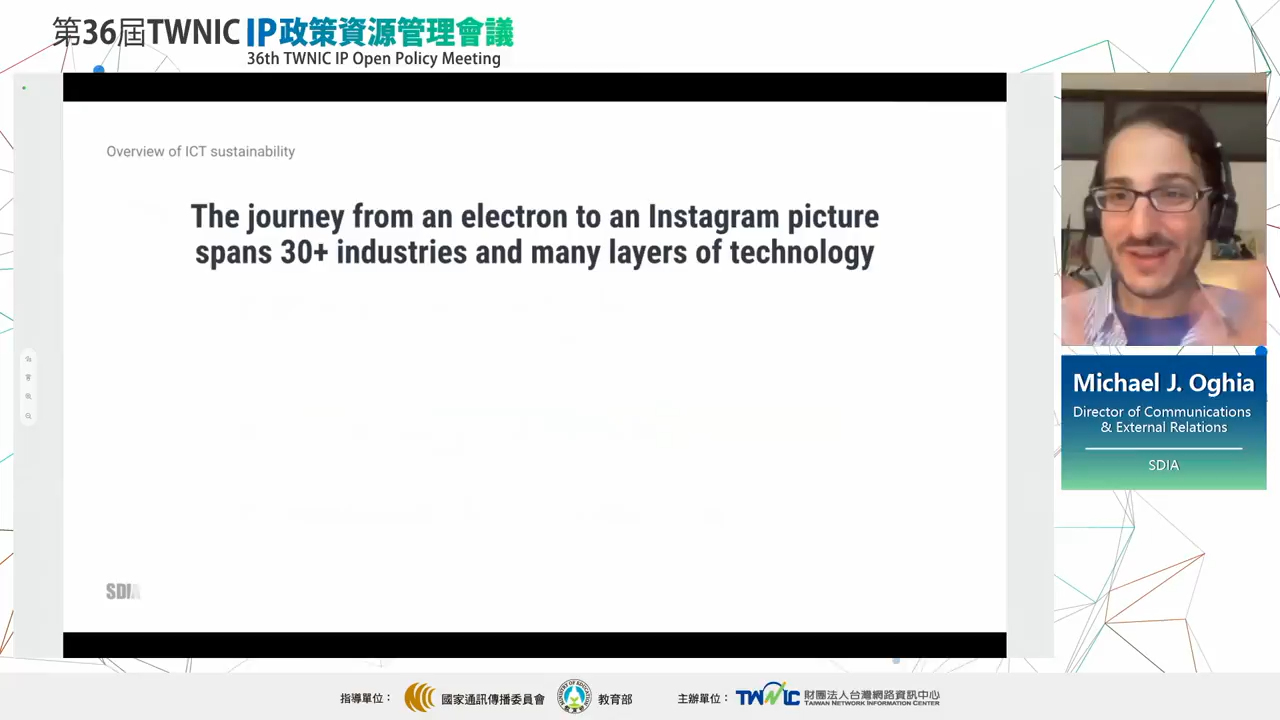 第36屆TWNIC IP政策資源管理會議
36th TWNIC IP Open Policy Meeting
Overview of ICT sustainability
The journey from an electron to an Instagram picture
spans 30+ industries and many layers of technology
SDIA
Michael J. Oghia
Director of Communications
& External Relations
SDIA
指導單位：
國家通訊傳播委員會
教育部
主辦單位：
TWNIC
財團法人台灣網路資訊中心
TAIWAN NETWORK INFORMATION CENTER